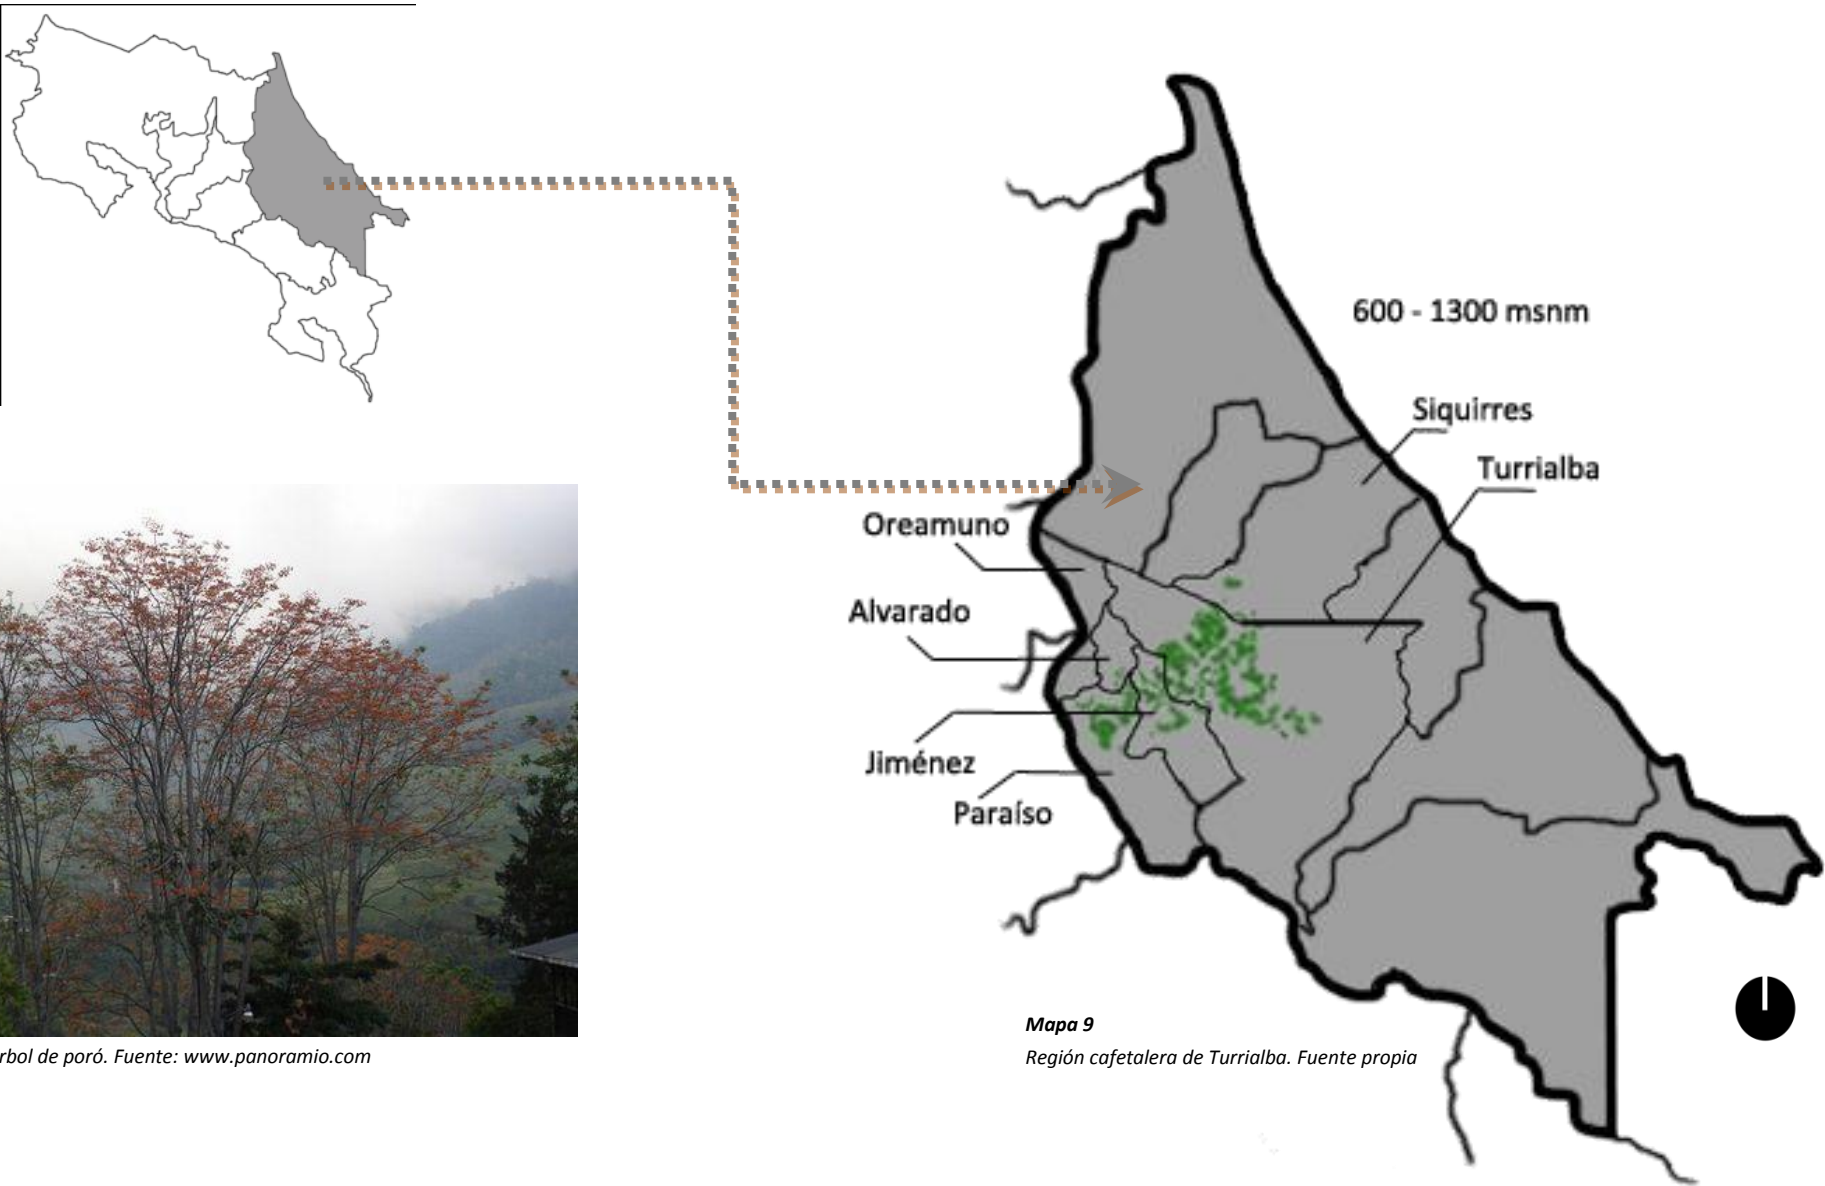 600 - 1300 msnm
Siquirres
Turrialba
Oreamuno
Alvarado
Jiménez
Paraíso
Mapa 9
Región cafetalera de Turrialba. Fuente propia
rbol de poró. Fuente: www.panoramio.com